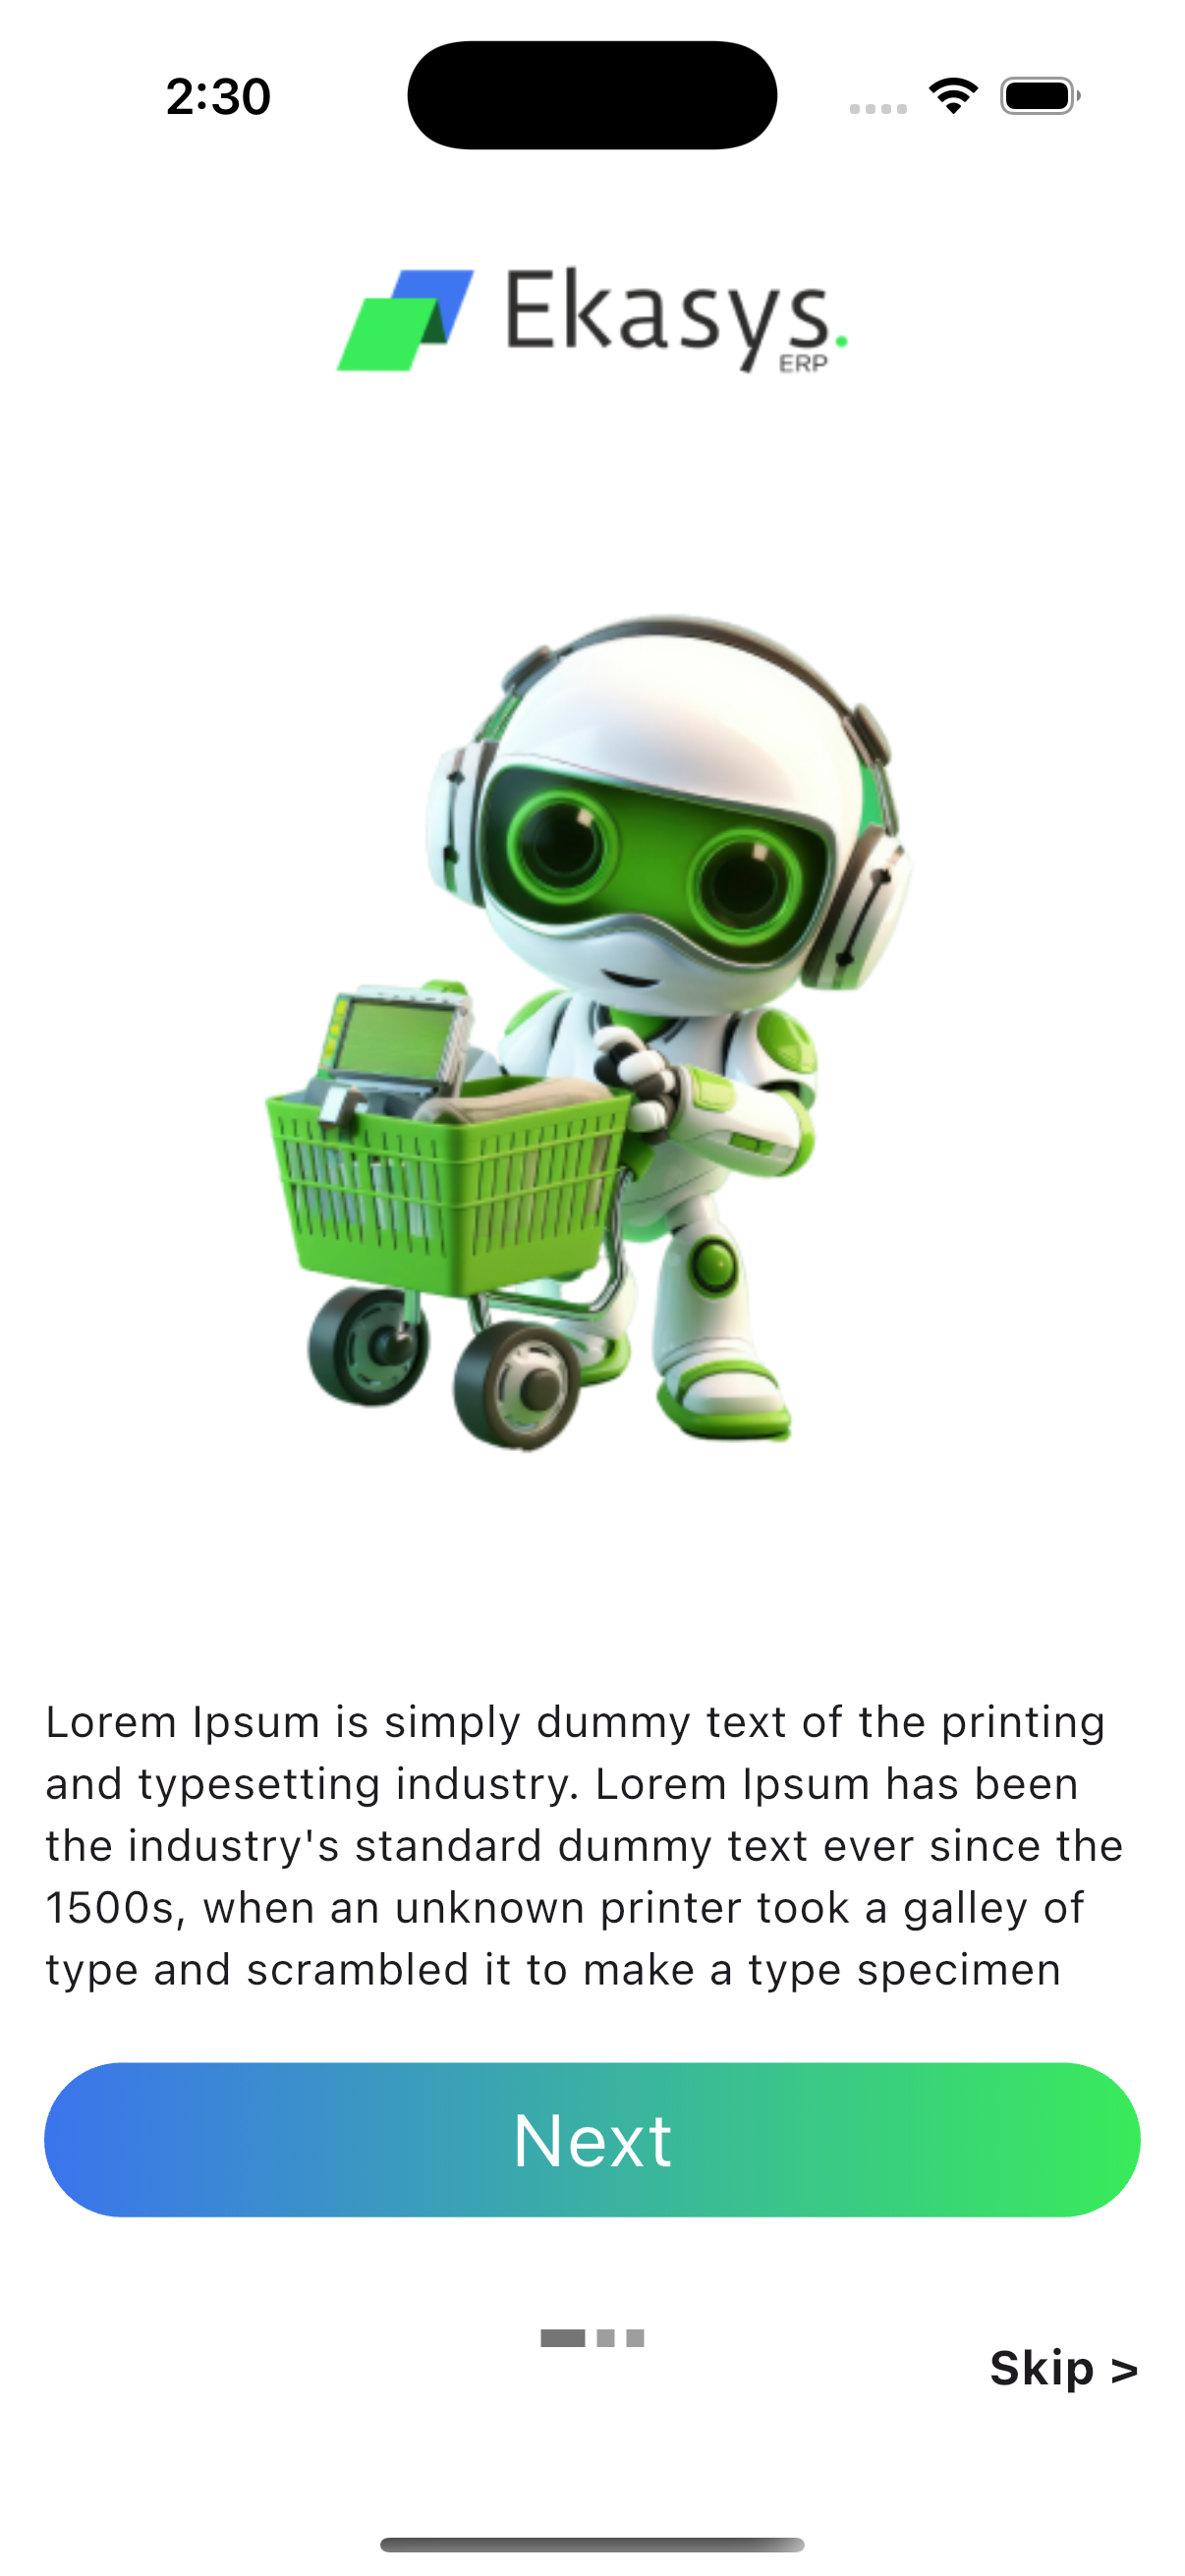 2:30
Ekasys.
ERP
Lorem Ipsum is simply dummy text of the printing
and typesetting industry. Lorem Ipsum has been
the industry's standard dummy text ever since the
1500s, when an unknown printer took a galley of
type and scrambled it to make a type specimen
Next
Skip >